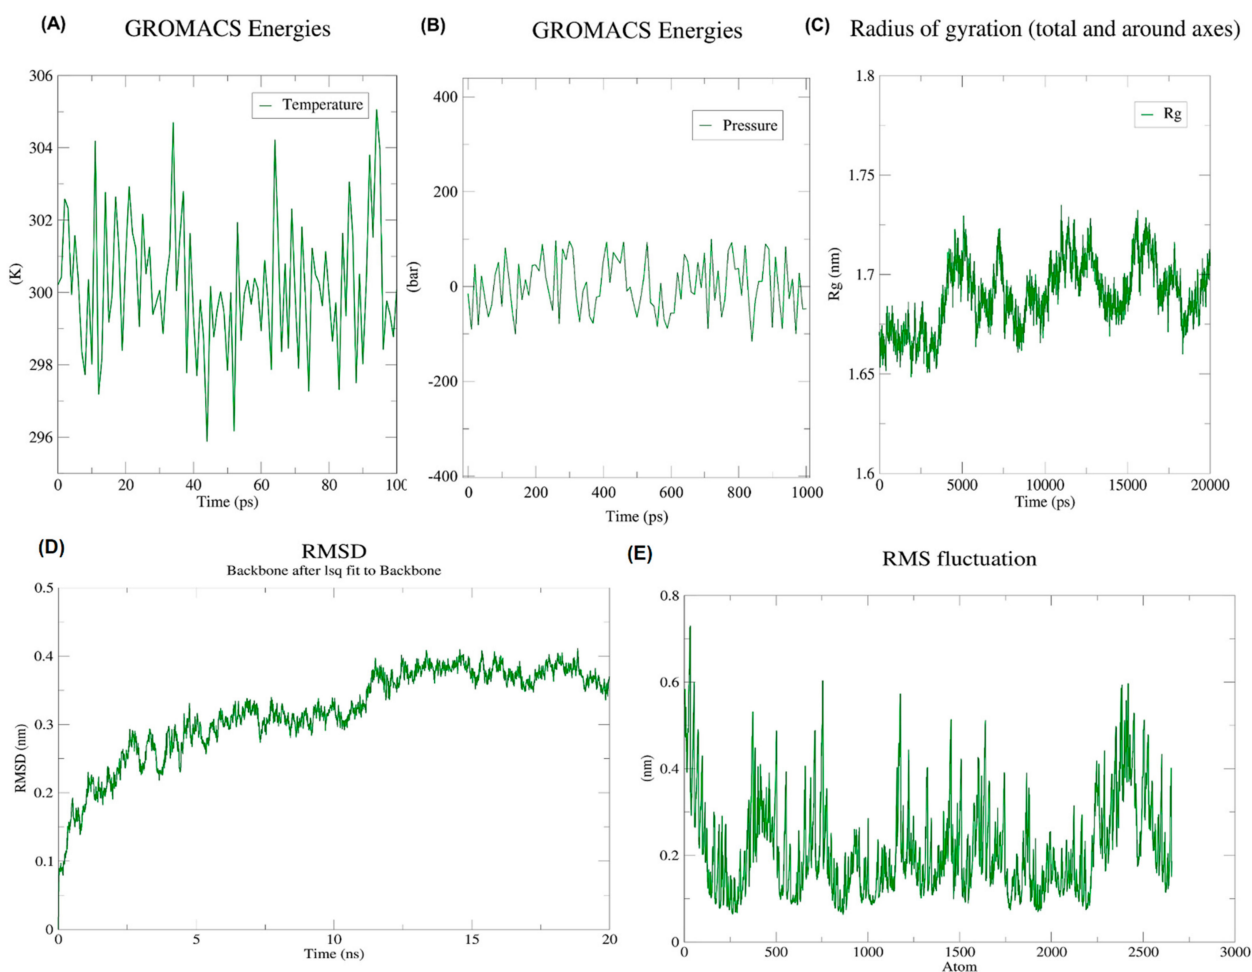 (A)
GROMACS Energies
306
304
302
300
298
296
(K)
Temperature
0
20
40
60
80
100
Time (ps)
(B)
GROMACS Energies
400
200
0
-200
-400
(bar)
Pressure
0
200
400
600
800
1000
Time (ps)
(C)
Radius of gyration (total and around axes)
1.8
1.75
1.70
1.65
1.6
Rg (nm)
Rg
0
5000
10000
15000
20000
Time (ps)
(D)
RMSD
Backbone after lsq fit to Backbone
0.5
0.4
0.3
0.2
0.1
0
RMSD (nm)
0
5
10
15
20
Time (ns)
(E)
RMS fluctuation
0.8
0.6
0.4
0.2
0
(nm)
0
500
1000
1500
2000
2500
3000
Atom